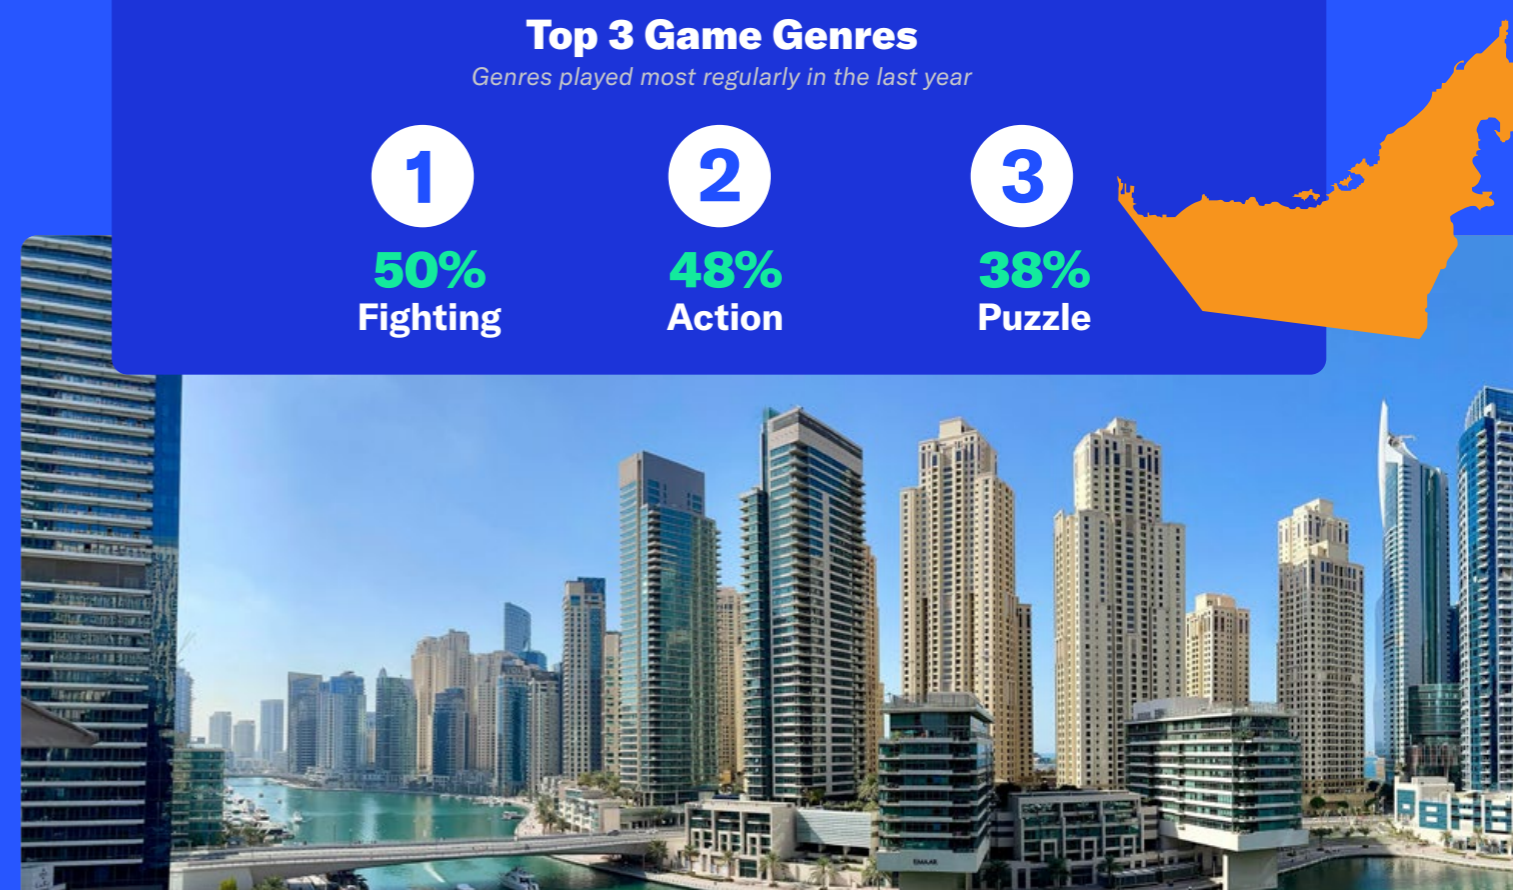 Top 3 Game Genres
Genres played most regularly in the last year
1
2
3
50%
48%
38%
Fighting
Action
Puzzle
EMAAR